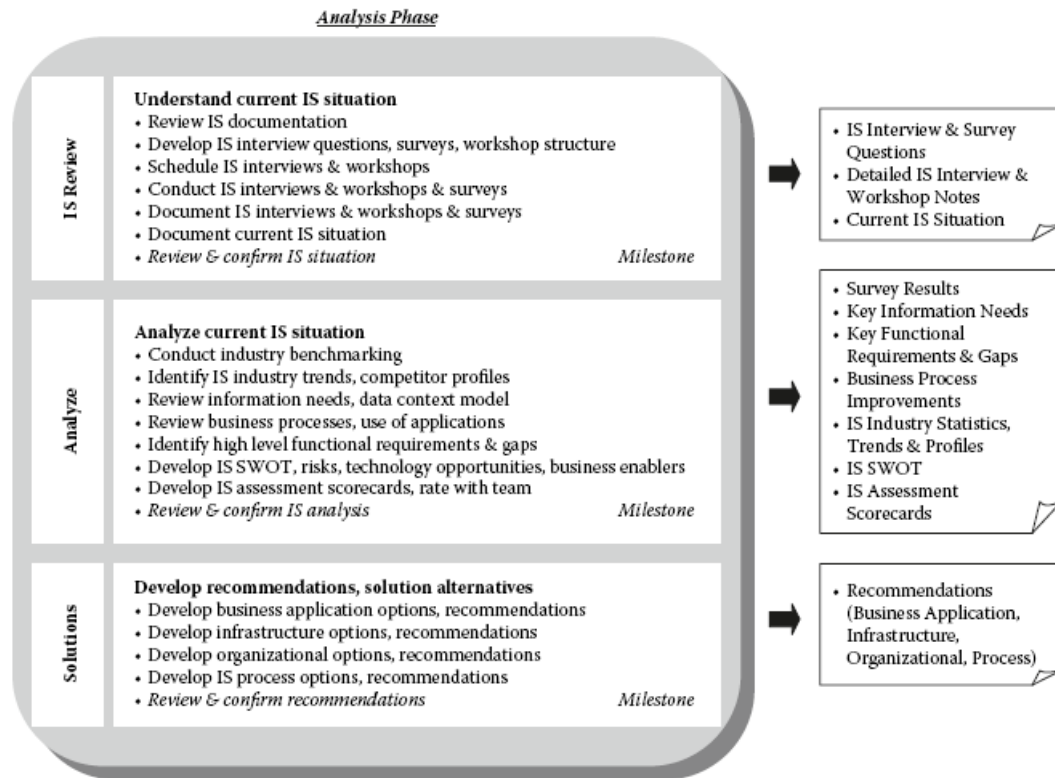 Analysis Phase
IS Review
Understand current IS situation
• Review IS documentation
• Develop IS interview questions, surveys, workshop structure
• Schedule IS interviews & workshops
• Conduct IS interviews & workshops & surveys
• Document IS interviews & workshops & surveys
• Document current IS situation
• Review & confirm IS situation Milestone
• IS Interview & Survey
Questions
• Detailed IS Interview &
Workshop Notes
• Current IS Situation
Analyze
Analyze current IS situation
• Conduct industry benchmarking
• Identify IS industry trends, competitor profiles
• Review information needs, data context model
• Review business processes, use of applications
• Identify high level functional requirements & gaps
• Develop IS SWOT, risks, technology opportunities, business enablers
• Develop IS assessment scorecards, rate with team
• Review & confirm IS analysis Milestone
• Survey Results
• Key Information Needs
• Key Functional
Requirements & Gaps
• Business Process
Improvements
• IS Industry Statistics,
Trends & Profiles
• IS SWOT
• IS Assessment
Scorecards
Solutions
Develop recommendations, solution alternatives
• Develop business application options, recommendations
• Develop infrastructure options, recommendations
• Develop organizational options, recommendations
• Develop IS process options, recommendations
• Review & confirm recommendations Milestone
• Recommendations
(Business Application,
Infrastructure,
Organizational, Process)